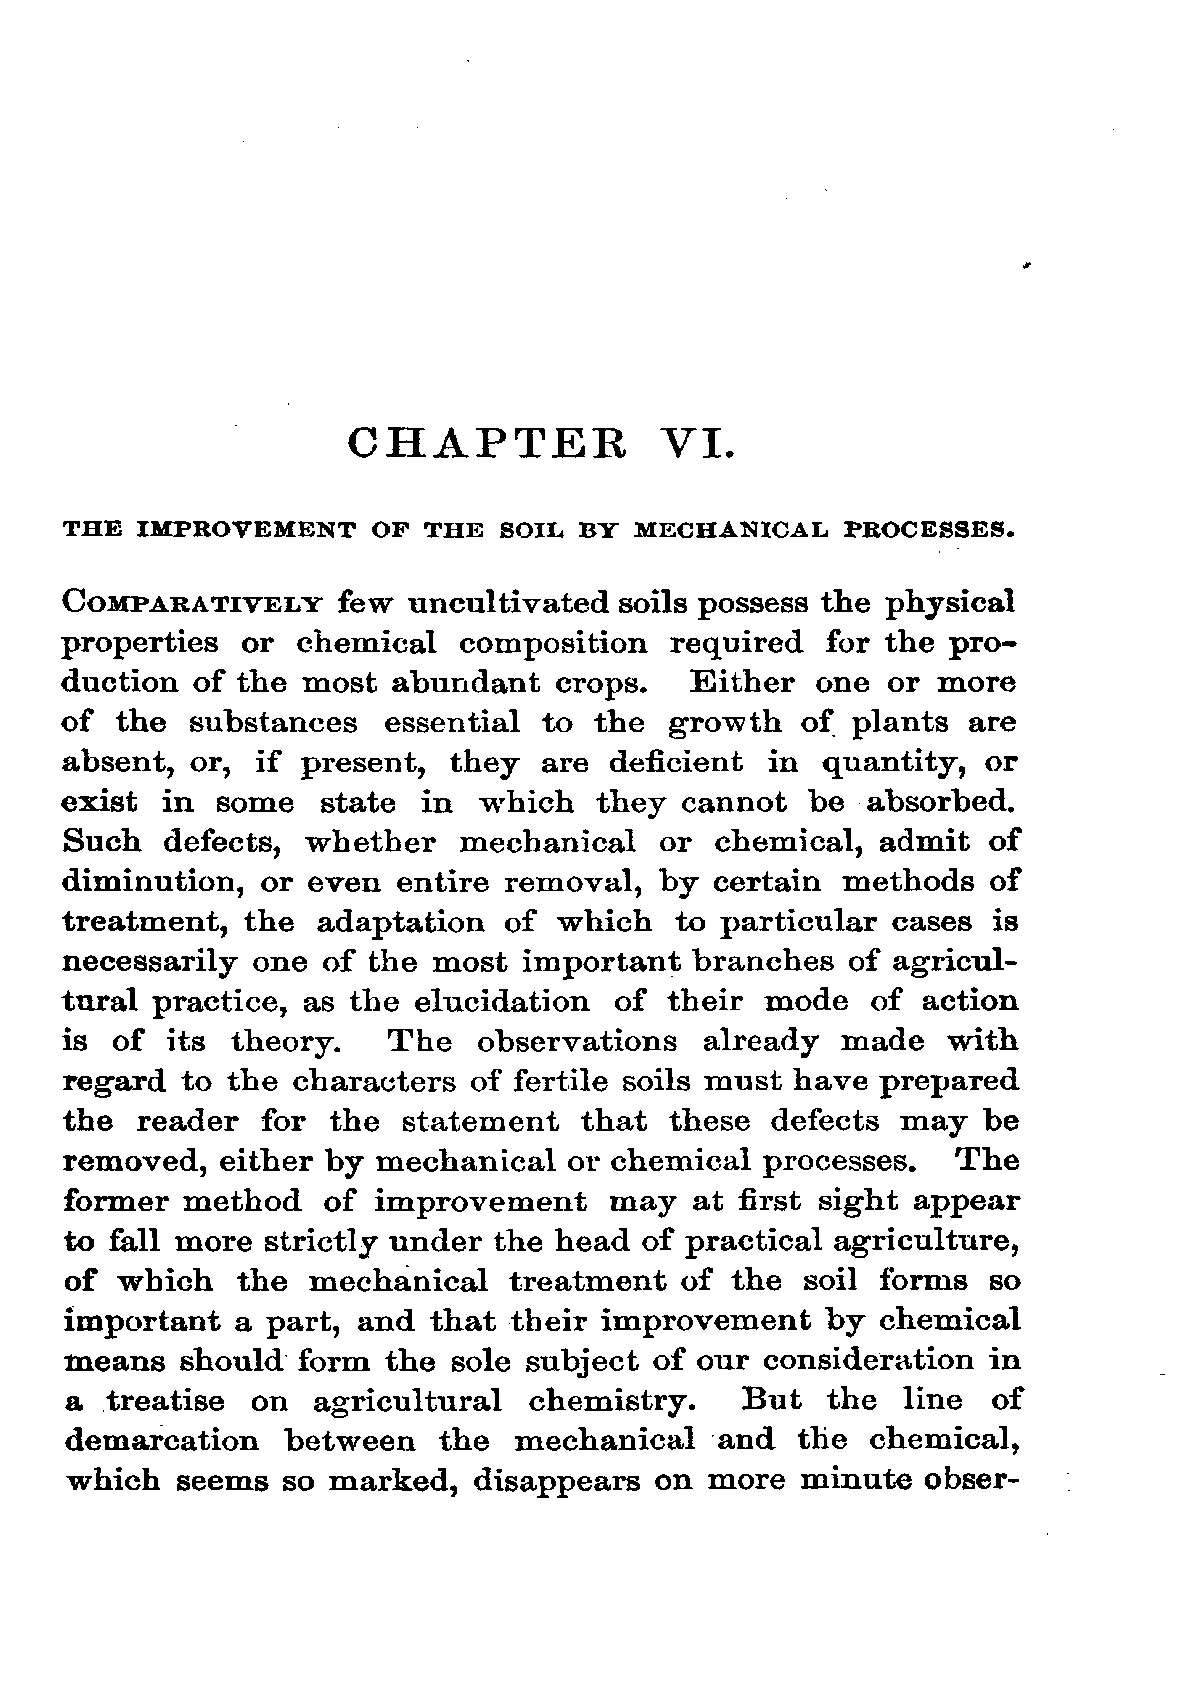 CHAPTER VI.
THE IMPROVEMENT OF THE SOIL BY MECHANICAL PROCESSES.
COMPARATIVELY few uncultivated soils possess the physical
properties or chemical composition required for the pro-
duction of the most abundant crops. Either one or more
of the substances essential to the growth of plants are
absent, or, if present, they are deficient in quantity, or
exist in some state in which they cannot be absorbed.
Such defects, whether mechanical or chemical, admit of
diminution, or even entire removal, by certain methods of
treatment, the adaptation of which to particular cases is
necessarily one of the most important branches of agricul-
tural practice, as the elucidation of their mode of action
is of its theory. The observations already made with
regard to the characters of fertile soils must have prepared
the reader for the statement that these defects may be
removed, either by mechanical or chemical processes. The
former method of improvement may at first sight appear
to fall more strictly under the head of practical agriculture,
of which the mechanical treatment of the soil forms so
important a part, and that their improvement by chemical
means should form the sole subject of our consideration in
a treatise on agricultural chemistry. But the line of
demarcation between the mechanical and the chemical,
which seems so marked, disappears on more minute obser-